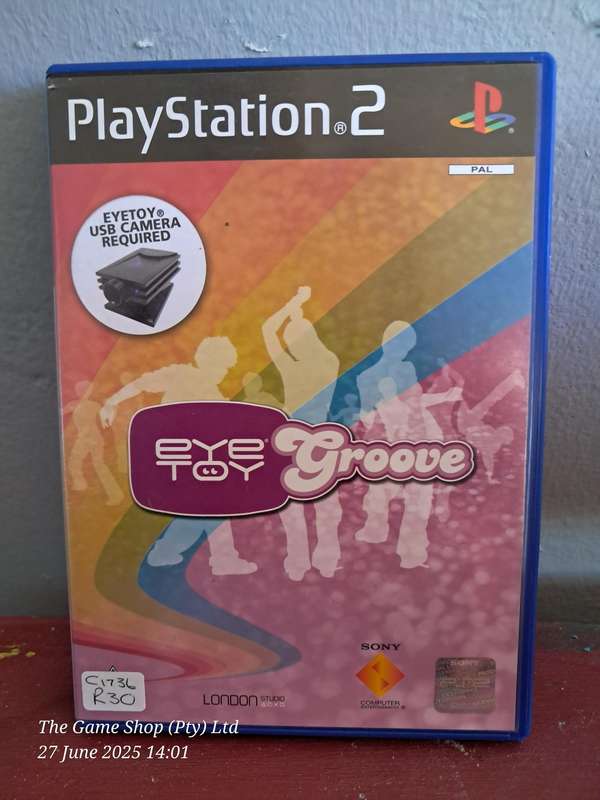 PlayStation®2
PAL
EYETOY®
USB CAMERA
REQUIRED
EYE®
TOY
Groove
SONY
COMPUTER
ENTERTAINMENT ®
LONDON STUDIO
SONY
C1736
R30
The Game Shop (Pty) Ltd
27 June 2025 14:01